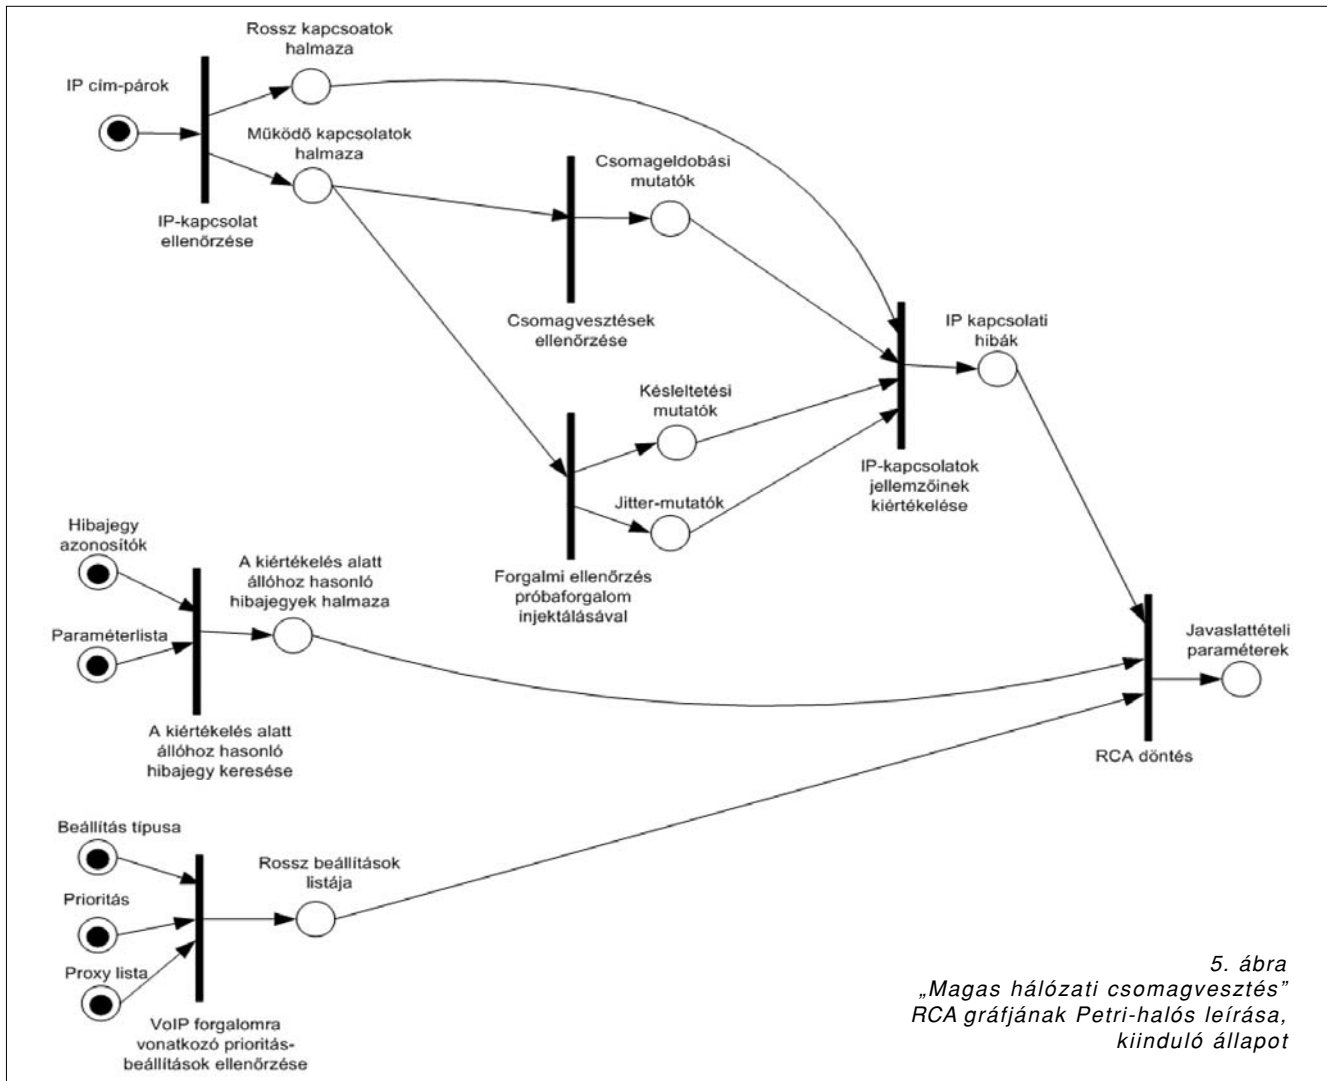 Rossz kapcsoatok
halmaza
IP cím-párok
Működő kapcsolatok
halmaza
IP-kapcsolat
ellenőrzése
Csomageldobási
mutatók
Csomagvesztések
ellenőrzése
IP kapcsolati
hibák
Késleltetési
mutatók
IP-kapcsolatok
jellemzőinek
kiértékelése
Jitter-mutatók
Forgalmi ellenőrzés
próbaforgalom
injektálásával
Hibajegy
azonosítók
A kiértékelés alatt
állóhoz hasonló
hibajegyek halmaza
Paraméterlista
A kiértékelés alatt
állóhoz hasonló
hibajegy keresése
Javaslattételi
paraméterek
RCA döntés
Beállítás típusa
Rossz beállítások
listája
Prioritás
Proxy lista
VoIP forgalomra
vonatkozó prioritás-
beállítások ellenőrzése
5. ábra
„Magas hálózati csomagvesztés”
RCA gráfjának Petri-halós leírása,
kiinduló állapot